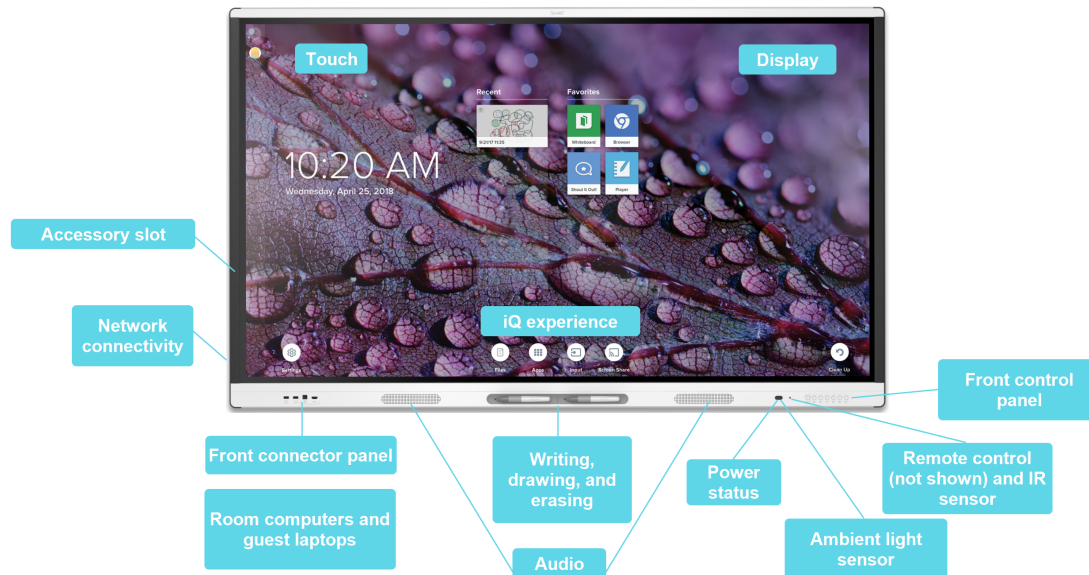 SMART
Touch
Display
Recent
Favorites
9/2017 11:35
Whiteboard
Browser
10:20 AM
Wednesday, April 25, 2018
Shout It Out!
Player
Accessory slot
Network
connectivity
iQ experience
Settings
Files
Apps
Input
Screen Share
Clean Up
Front control
panel
Front connector panel
Writing,
drawing, and
erasing
Power
status
Remote control
(not shown) and IR
sensor
Room computers and
guest laptops
Ambient light
sensor
Audio